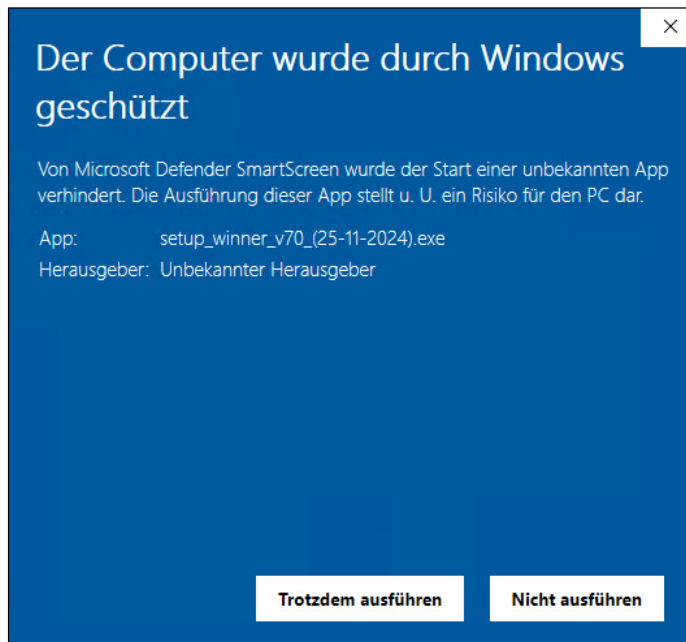 Der Computer wurde durch Windows
geschützt
Von Microsoft Defender SmartScreen wurde der Start einer unbekannten App
verhindert. Die Ausführung dieser App stellt u. U. ein Risiko für den PC dar.
App: setup_winner_v70_(25-11-2024).exe
Herausgeber: Unbekannter Herausgeber
Trotzdem ausführen Nicht ausführen